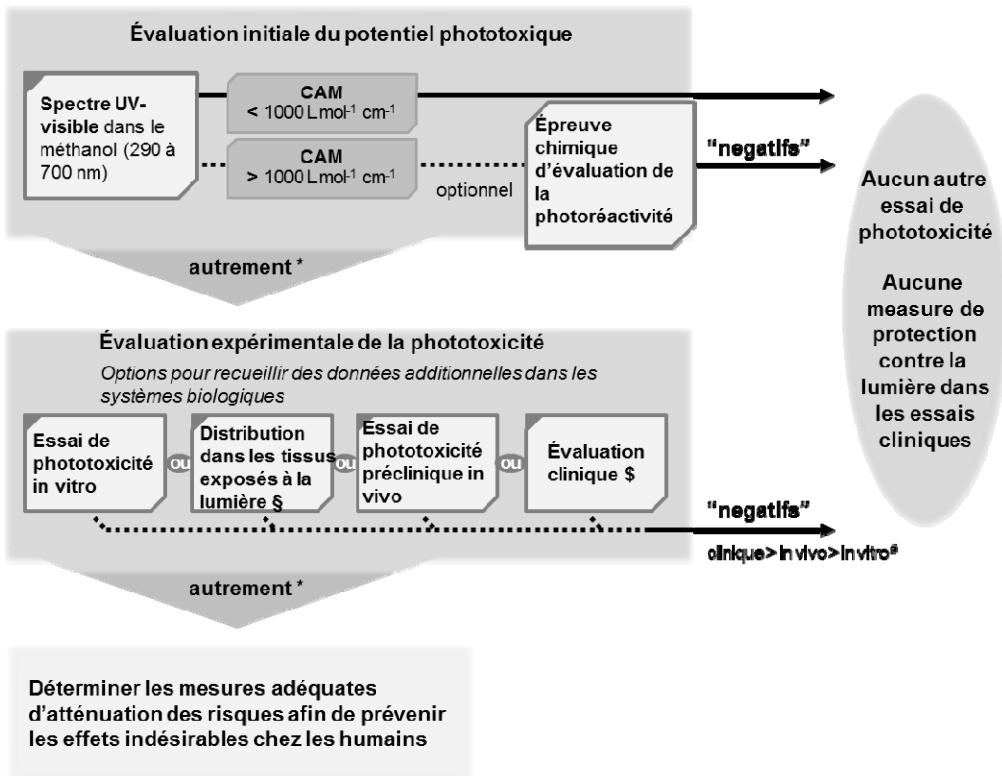 Évaluation initiale du potentiel phototoxique
Spectre UV-
visible dans le
méthanol (290 à
700 nm)
CAM
< 1000 Lmol⁻¹ cm⁻¹
CAM
> 1000 Lmol⁻¹ cm⁻¹
optionnel
Épreuve
chimique
d’évaluation de
la
photoréactivité
“negatifs”
Aucun autre
essai de
phototoxicité
Aucune
measure de
protection
contre la
lumière dans
les essais
cliniques
autrement *
Évaluation expérimentale de la phototoxicité
Options pour recueillir des données additionnelles dans les
systèmes biologiques
Essai de
phototoxicité
in vitro
ou
Distribution
dans les tissus
exposés à la
lumière §
ou
Essai de
phototoxicité
préclinique in
vivo
ou
Évaluation
clinique $
“negatifs”
clinique > in vivo > in vitro
autrement *
Déterminer les mesures adéquates
d’atténuation des risques afin de prévenir
les effets indésirables chez les humains